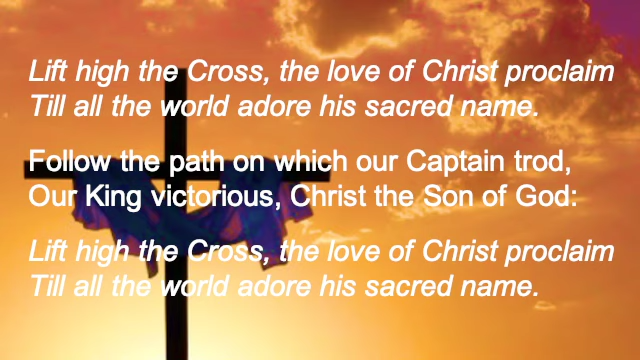 Lift high the Cross, the love of Christ proclaim
Till all the world adore his sacred name.
Follow the path on which our Captain trod,
Our King victorious, Christ the Son of God:
Lift high the Cross, the love of Christ proclaim
Till all the world adore his sacred name.